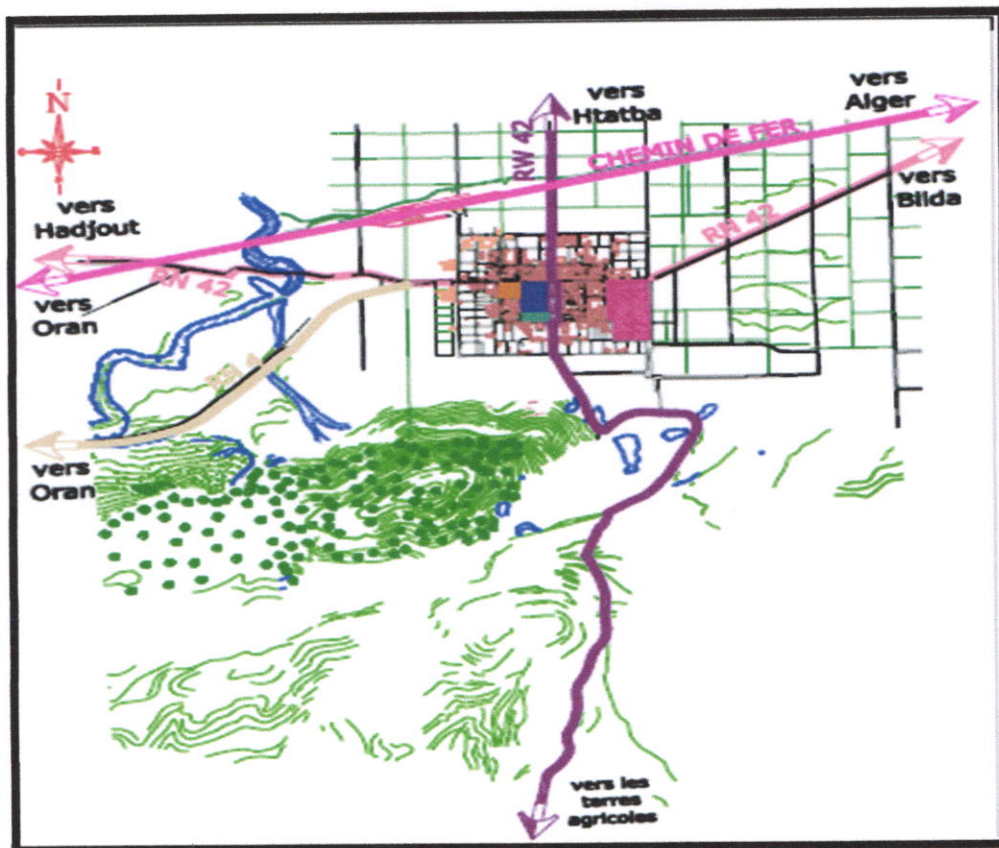 N
vers
Htatba
vers
Alger
RW 42
CHEMIN DE FER
vers
Hadjout
vers
Blida
RN 42
RN 42
vers
Oran
vers
Oran
vers les
terres
agricoles